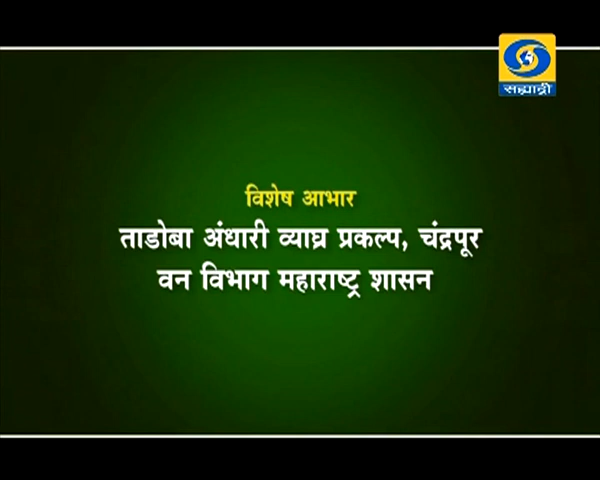 सह्याद्री
विशेष आभार
ताडोबा अंधारी व्याघ्र प्रकल्प, चंद्रपूर
वन विभाग महाराष्ट्र शासन